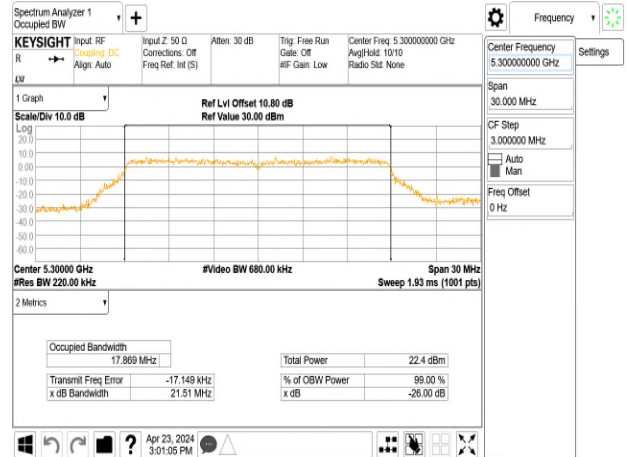 Spectrum Analyzer 1
Occupied BW
Frequency
KEYSIGHT
R
Input: RF
Coupling: DC
Align: Auto
Input Z: 50 Ω
Corrections: Off
Freq Ref: Int (S)
Atten: 30 dB
Trig: Free Run
Gate: Off
#IF Gain: Low
Center Freq: 5.300000000 GHz
Avg|Hold: 10/10
Radio Std: None
Center Frequency
5.300000000 GHz
Settings
Span
30.000 MHz
CF Step
3.000000 MHz
Auto
Man
Freq Offset
0 Hz
1 Graph
Scale/Div 10.0 dB
Ref Lvl Offset 10.80 dB
Ref Value 30.00 dBm
Log
20.0
10.0
0.00
-10.0
-20.0
-30.0
-40.0
-50.0
-60.0
Center 5.30000 GHz
#Video BW 680.00 kHz
Span 30 MHz
#Res BW 220.00 kHz
Sweep 1.93 ms (1001 pts)
2 Metrics
Occupied Bandwidth
17.869 MHz
Total Power 22.4 dBm
Transmit Freq Error -17.149 kHz
% of OBW Power 99.00 %
x dB Bandwidth 21.51 MHz
x dB -26.00 dB
?
Apr 23, 2024
3:01:05 PM